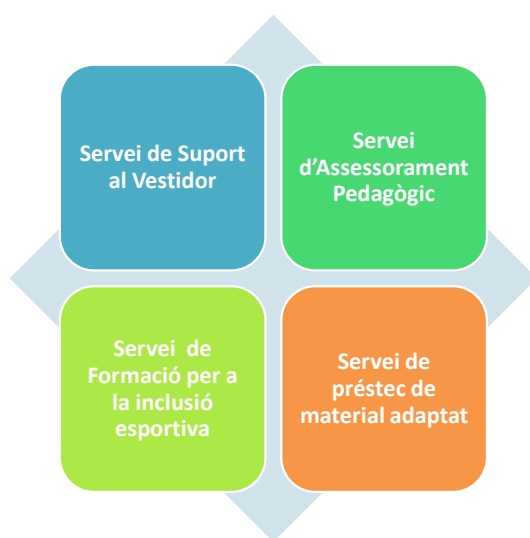 Servei de Suport
al Vestidor
Servei
d’Assessorament
Pedagògic
Servei  de
Formació per a
la inclusió
esportiva
Servei de
préstec de
material adaptat